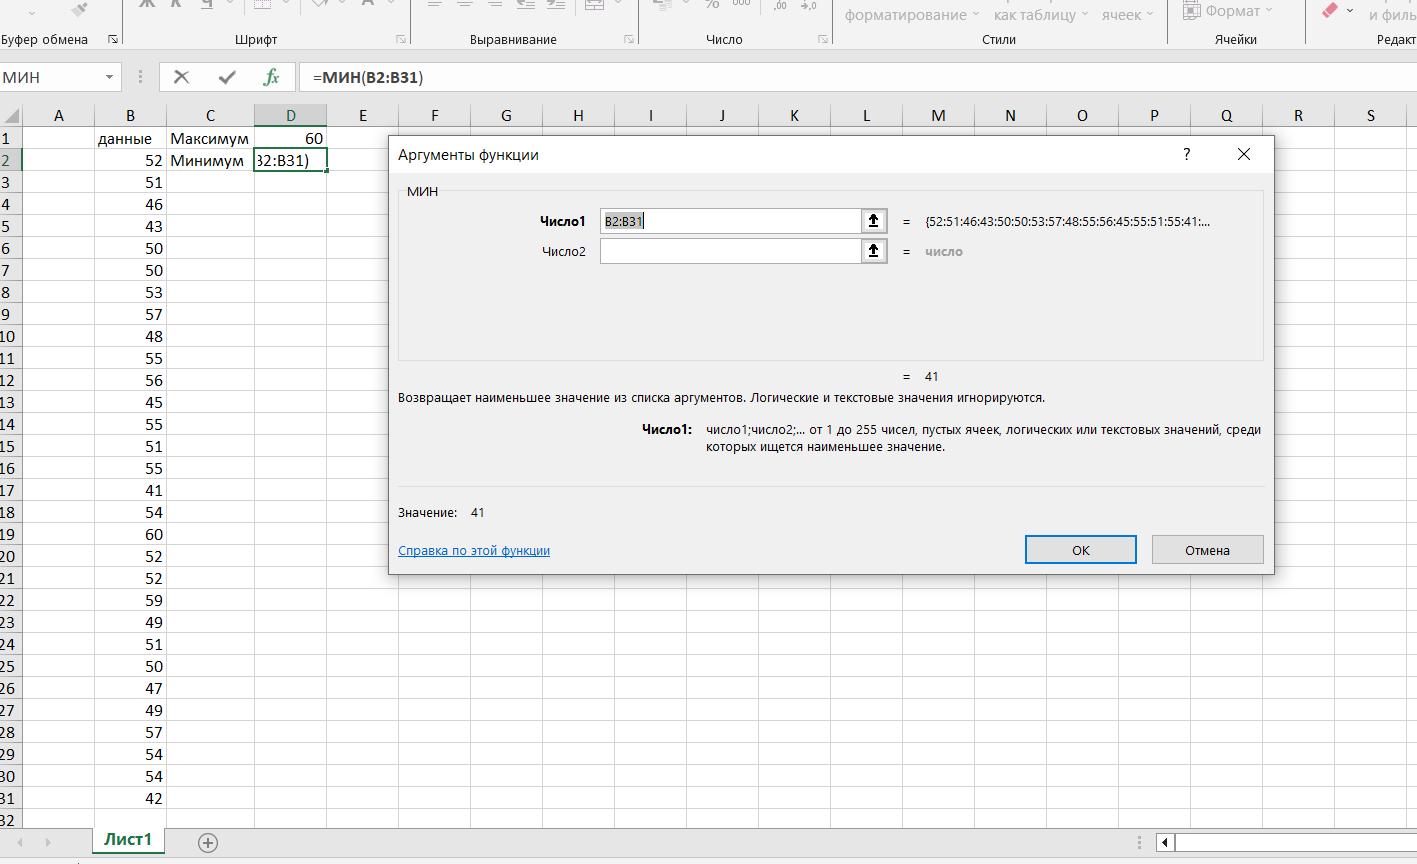 Ж К Ч А % 000 ,00 ,0
форматирование как таблицу ячеек Формат и филь
Буфер обмена Шрифт Выравнивание Число Стили Ячейки Редакт
МИН =МИН(B2:B31)
A B C D E F G H I J K L M N O P Q R S
1 данные Максимум 60
2 52 Минимум B2:B31)
3 51
4 46
5 43
6 50
7 50
8 53
9 57
10 48
11 55
12 56
13 45
14 55
15 51
16 55
17 41
18 54
19 60
20 52
21 52
22 59
23 49
24 51
25 50
26 47
27 49
28 57
29 54
30 54
31 42
32
Аргументы функции ?
МИН
Число1 B2:B31 = {52:51:46:43:50:50:53:57:48:55:56:45:55:51:55:41:...
Число2 = число
= 41
Возвращает наименьшее значение из списка аргументов. Логические и текстовые значения игнорируются.
Число1: число1;число2;... от 1 до 255 чисел, пустых ячеек, логических или текстовых значений, среди
которых ищется наименьшее значение.
Значение: 41
Справка по этой функции ОК Отмена
Лист1